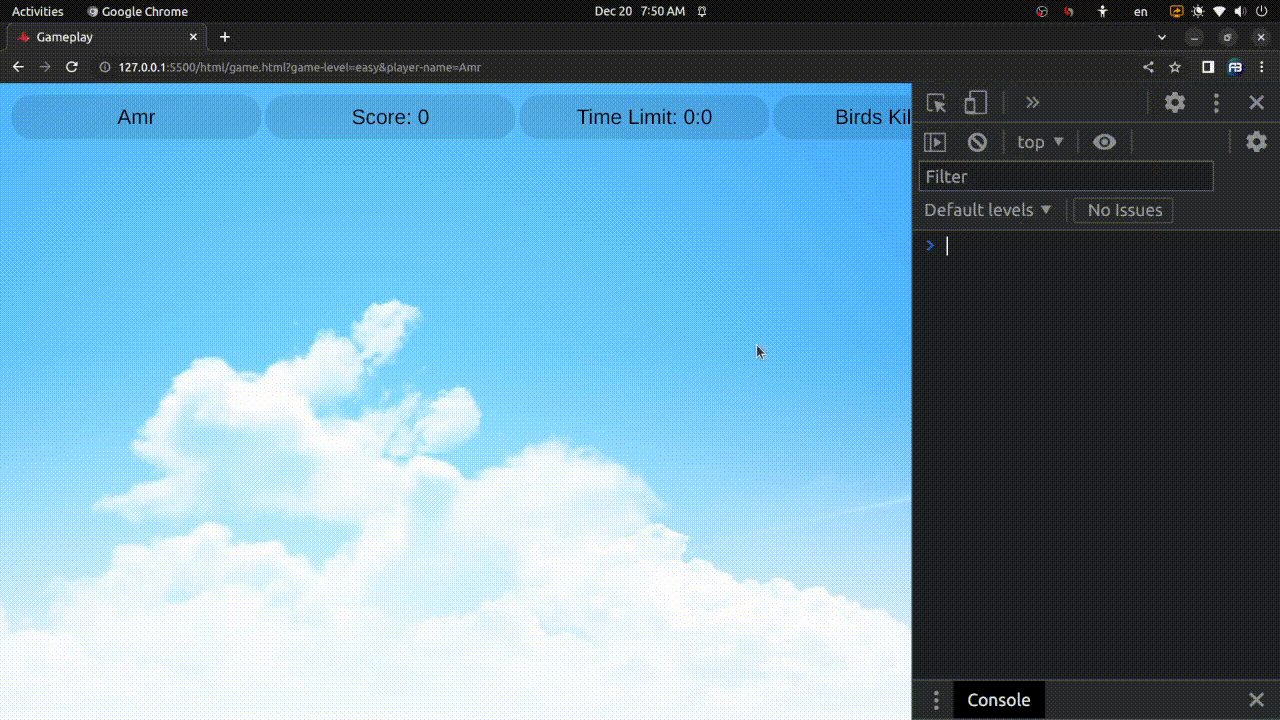 Activities Google Chrome Dec 20 7:50 AM en
Gameplay
127.0.0.1:5500/html/game.html?game-level=easy&player-name=Amr
Amr Score: 0 Time Limit: 0:0 Birds Kil
top
Filter
Default levels No Issues
Console